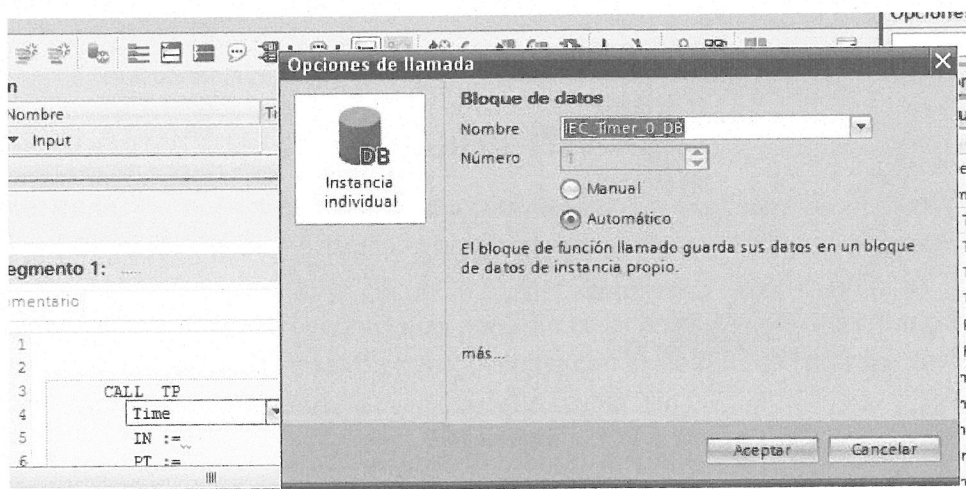 Opciones
Opciones de llamada
n
Nombre
Input
DB
Instancia
individual
Bloque de datos
Nombre
IEC_Timer_0_DB
Número
1
Manual
Automático
El bloque de función llamado guarda sus datos en un bloque
de datos de instancia propio.
más...
egmento 1: .....
mentario
1
2
3 CALL TP
4 Time
5 IN :=
6 PT :=
Aceptar
Cancelar